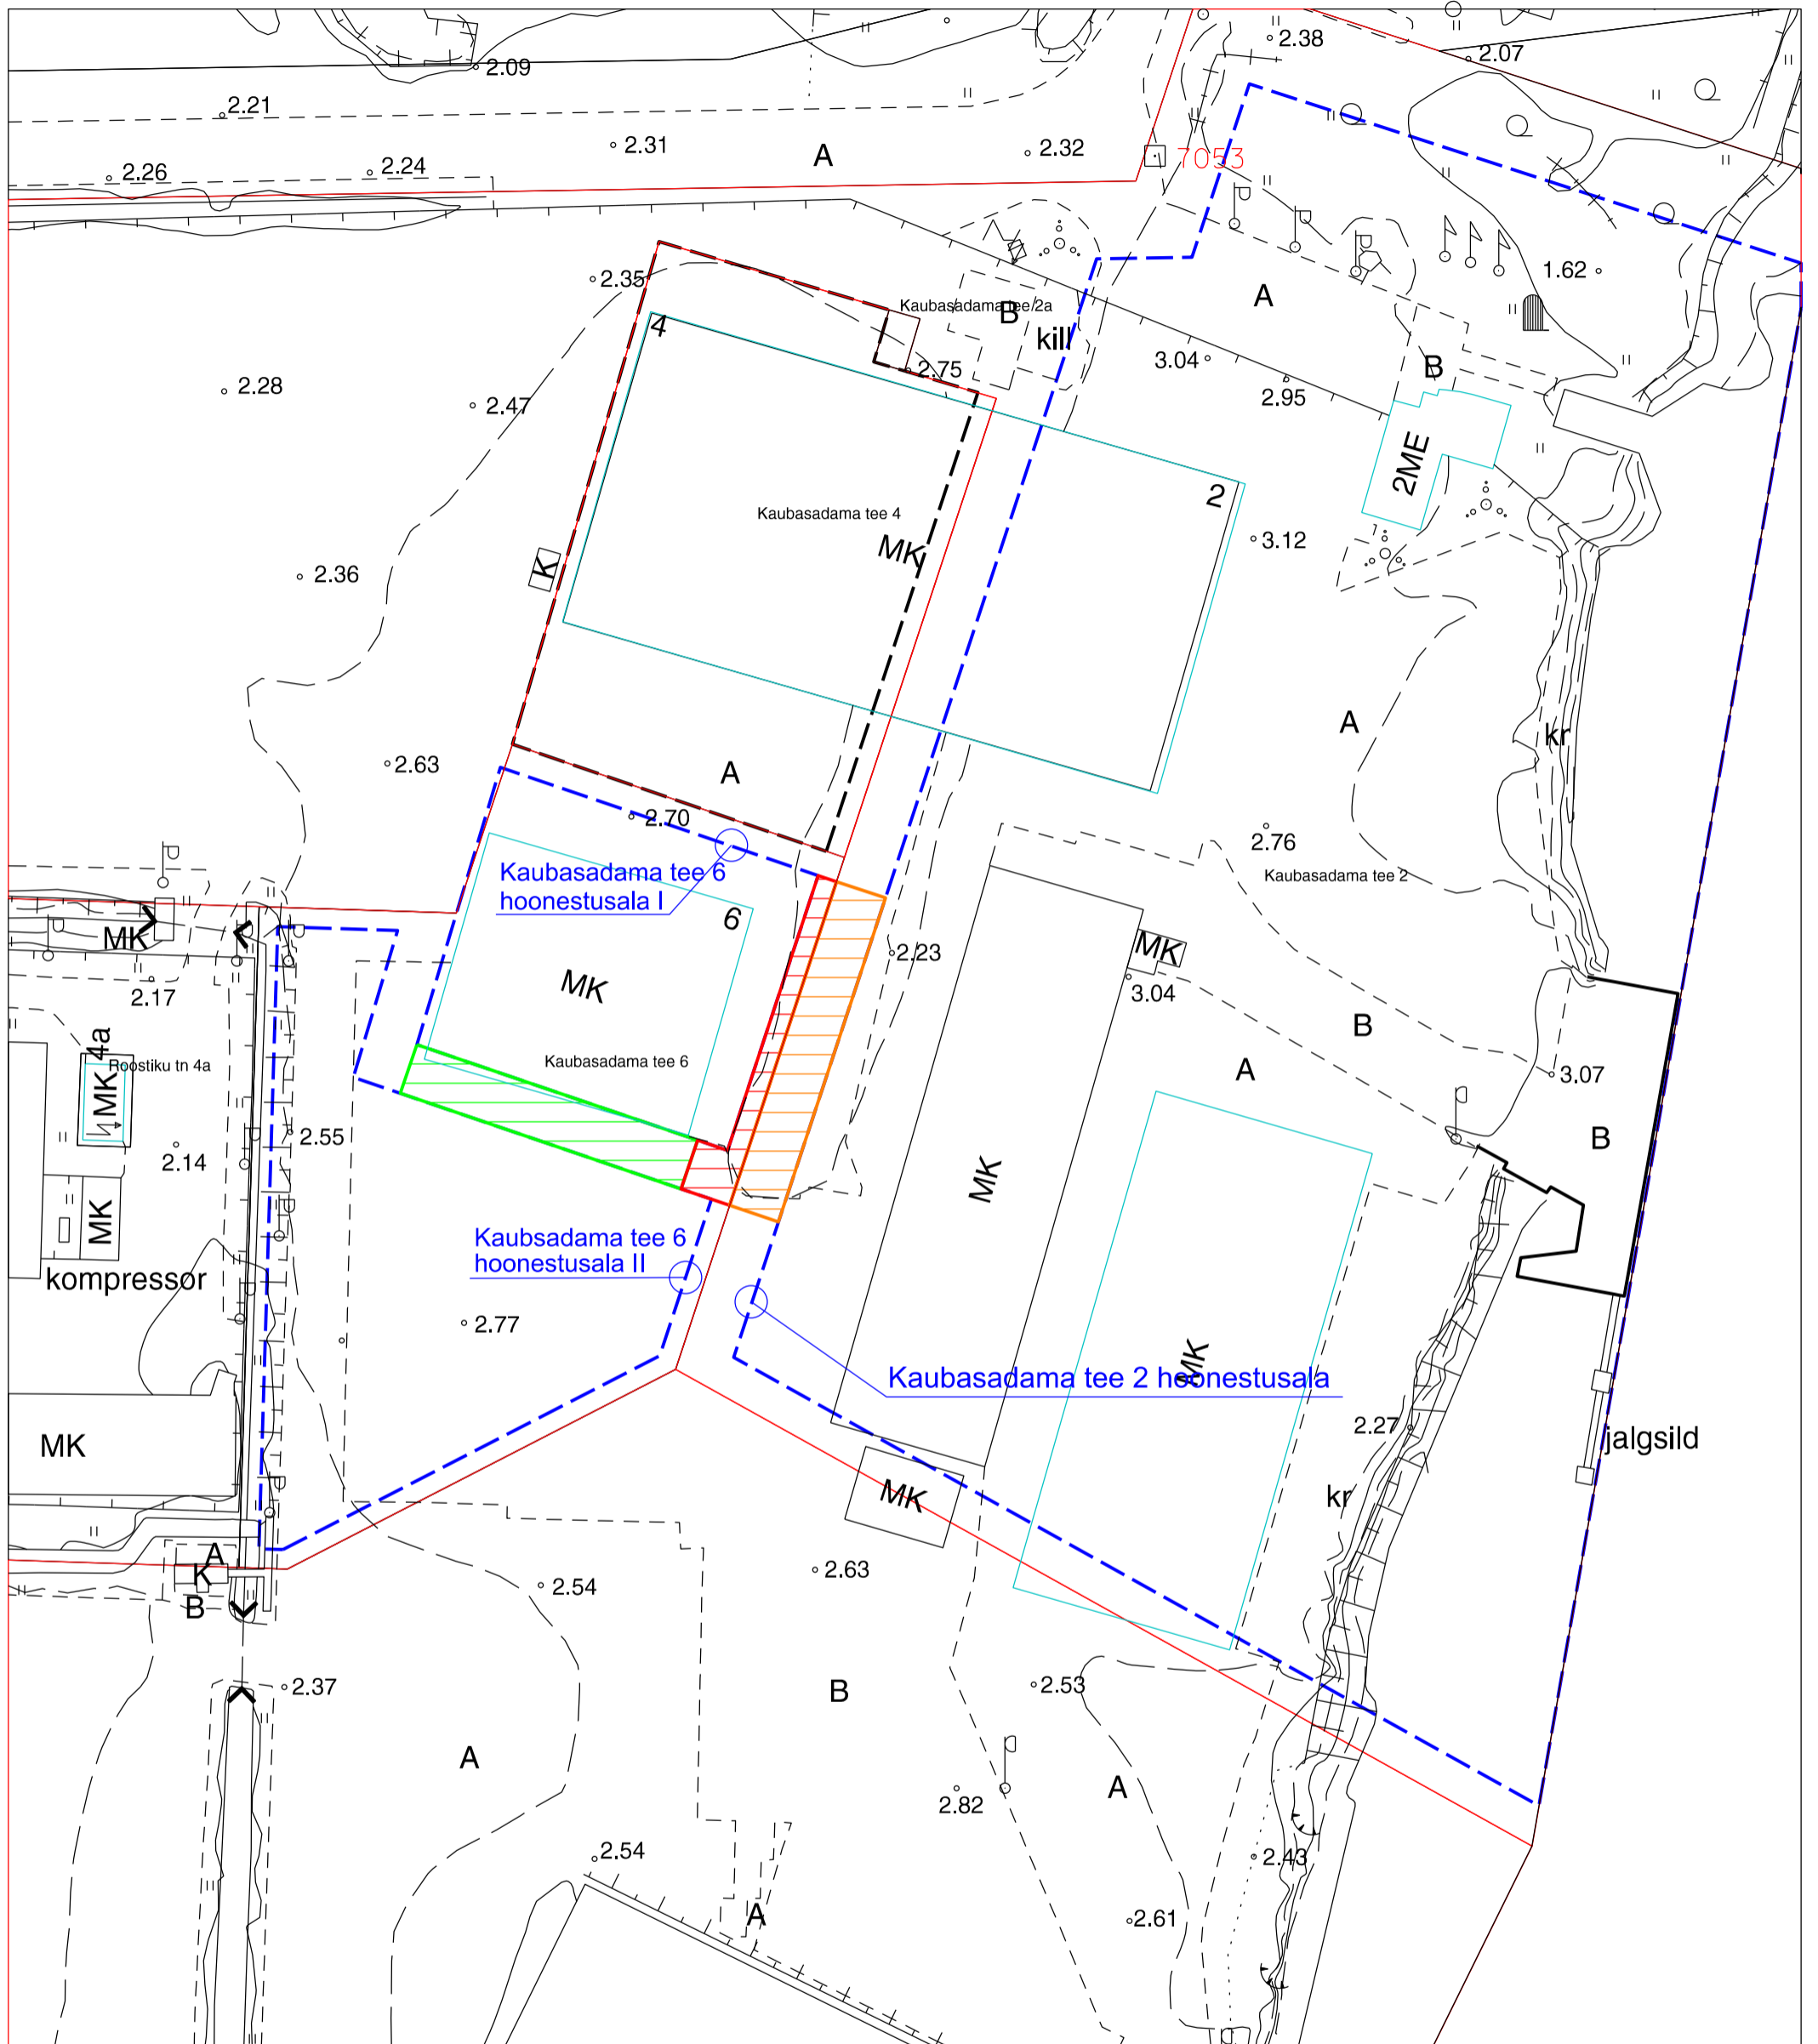 2.38
2.07
2.09
2.21
2.31
A
2.32
7053
2.26
2.24
2.35
1.62
A
Kaubasadama tee 2a
B
kill
4
3.04
2.75
B
2.28
2.47
2.95
2ME
2
Kaubasadama tee 4
MK
3.12
K
2.36
A
kr
2.63
A
2.70
2.76
Kaubasadama tee 6
hoonestusala I
Kaubasadama tee 2
6
MK
MK
2.23
MK
2.17
3.04
B
4a
MK
Roostiku tn 4a
Kaubasadama tee 6
A
3.07
2.55
B
2.14
MK
MK
Kaubsadama tee 6
hoonestusala II
kompressor
2.77
MK
Kaubasadama tee 2 hoonestusala
2.27
MK
jalgsild
MK
kr
A
K
2.63
2.54
B
2.37
B
2.53
A
A
2.82
2.54
2.43
A
2.61